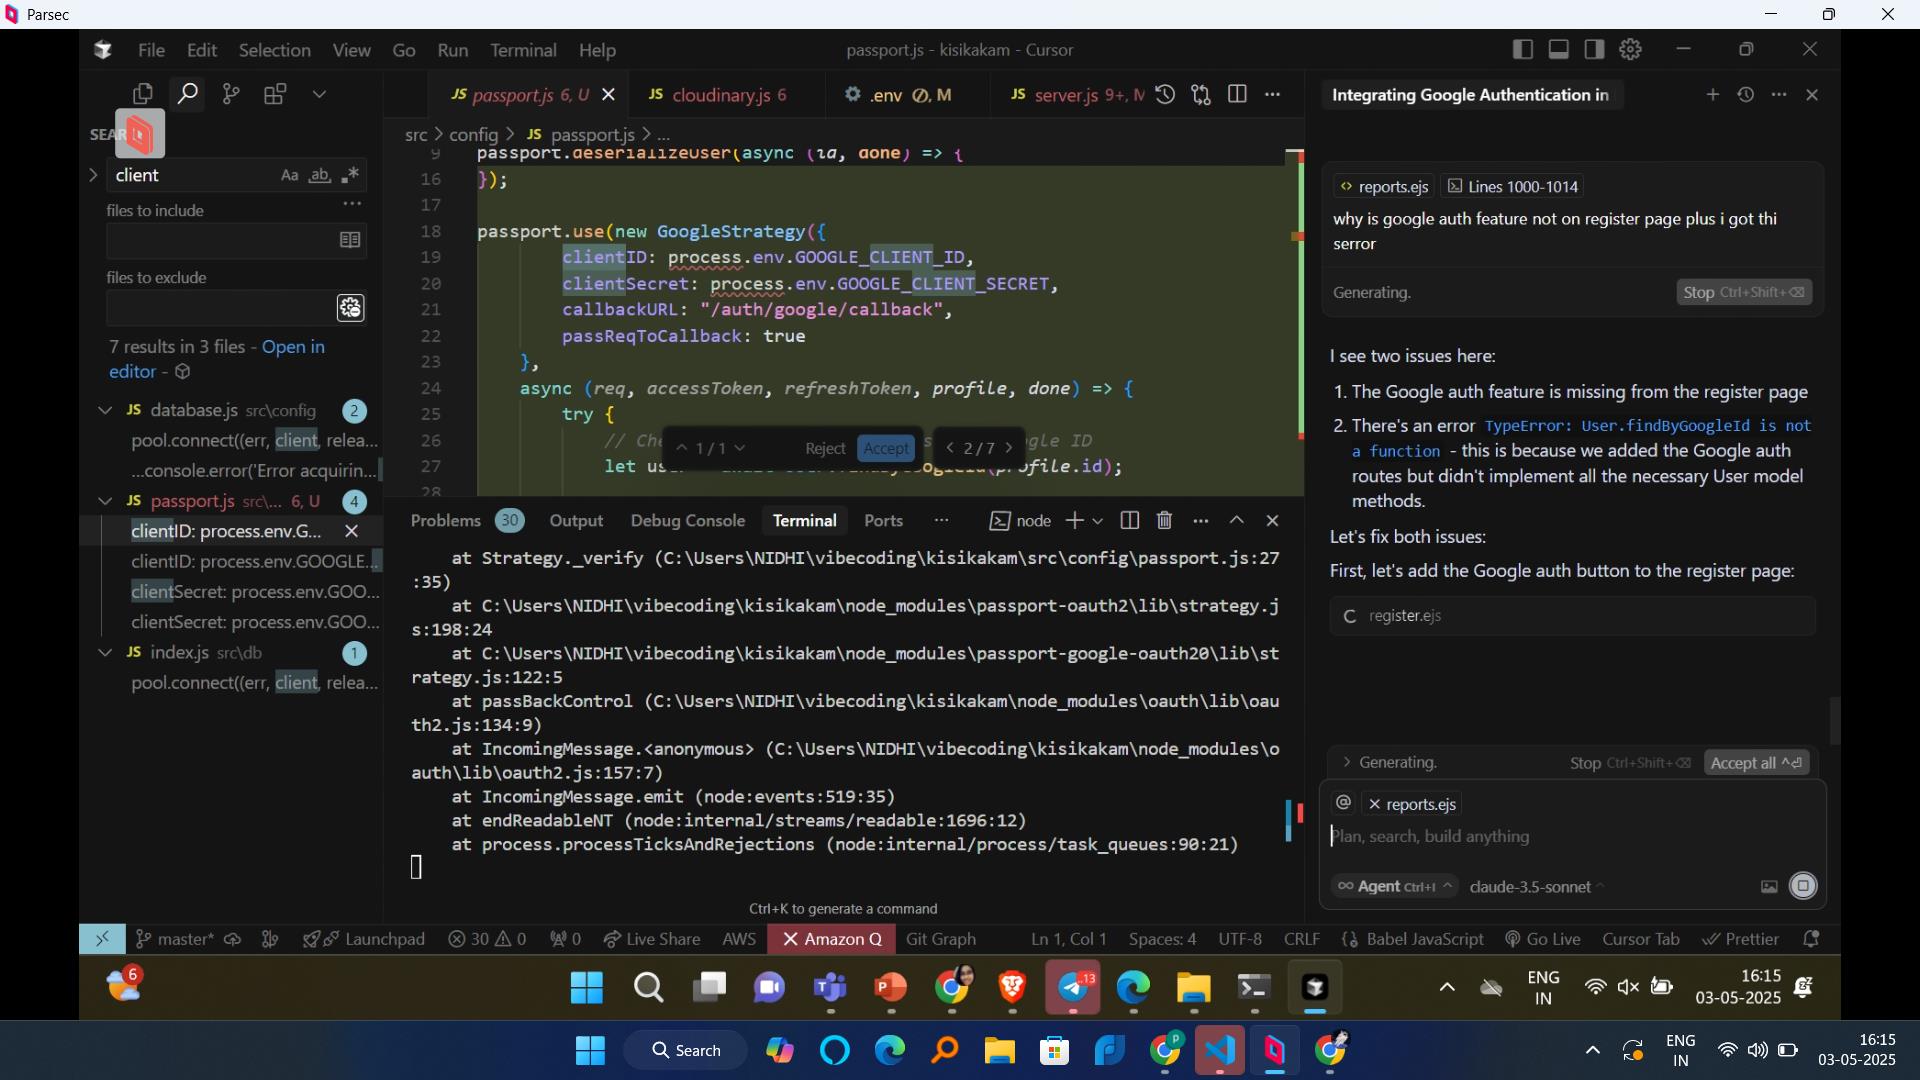 Parsec
File Edit Selection View Go Run Terminal Help
passport.js - kisikakam - Cursor
JS passport.js 6, U
JS cloudinary.js 6
.env M
JS server.js 9+, M
Integrating Google Authentication in
SEAR
src > config > JS passport.js > ...
client
Aa ab
files to include
files to exclude
7 results in 3 files - Open in
editor -
JS database.js src\config 2
pool.connect((err, client, relea...
...console.error('Error acquirin...
JS passport.js src\... 6, U 4
clientID: process.env.G...
clientID: process.env.GOOGLE...
clientSecret: process.env.GOO...
clientSecret: process.env.GOO...
JS index.js src\db 1
pool.connect((err, client, relea...
9 passport.deserializeUser(async (id, done) => {
16 });
17
18 passport.use(new GoogleStrategy({
19 clientID: process.env.GOOGLE_CLIENT_ID,
20 clientSecret: process.env.GOOGLE_CLIENT_SECRET,
21 callbackURL: "/auth/google/callback",
22 passReqToCallback: true
23 },
24 async (req, accessToken, refreshToken, profile, done) => {
25 try {
26 // Che gle ID
27 let us profile.id);
28
1 / 1 Reject Accept 2 / 7
Problems 30 Output Debug Console Terminal Ports ... node
at Strategy._verify (C:\Users\NIDHI\vibecoding\kisikakam\src\config\passport.js:27
:35)
at C:\Users\NIDHI\vibecoding\kisikakam\node_modules\passport-oauth2\lib\strategy.j
s:198:24
at C:\Users\NIDHI\vibecoding\kisikakam\node_modules\passport-google-oauth20\lib\st
rategy.js:122:5
at passBackControl (C:\Users\NIDHI\vibecoding\kisikakam\node_modules\oauth\lib\oau
th2.js:134:9)
at IncomingMessage.<anonymous> (C:\Users\NIDHI\vibecoding\kisikakam\node_modules\o
auth\lib\oauth2.js:157:7)
at IncomingMessage.emit (node:events:519:35)
at endReadableNT (node:internal/streams/readable:1696:12)
at process.processTicksAndRejections (node:internal/process/task_queues:90:21)
Ctrl+K to generate a command
reports.ejs Lines 1000-1014
why is google auth feature not on register page plus i got thi
serror
Generating. Stop Ctrl+Shift+⌫
I see two issues here:
1. The Google auth feature is missing from the register page
2. There's an error TypeError: User.findByGoogleId is not
a function - this is because we added the Google auth
routes but didn't implement all the necessary User model
methods.
Let's fix both issues:
First, let's add the Google auth button to the register page:
register.ejs
Generating. Stop Ctrl+Shift+⌫ Accept all ^⏎
@ reports.ejs
Plan, search, build anything
∞ Agent Ctrl+I claude-3.5-sonnet
master* Launchpad 30 0 0 Live Share AWS Amazon Q Git Graph Ln 1, Col 1 Spaces: 4 UTF-8 CRLF {} Babel JavaScript Go Live Cursor Tab Prettier
6
13
ENG
IN
16:15
03-05-2025
Search
P
ENG
IN
16:15
03-05-2025